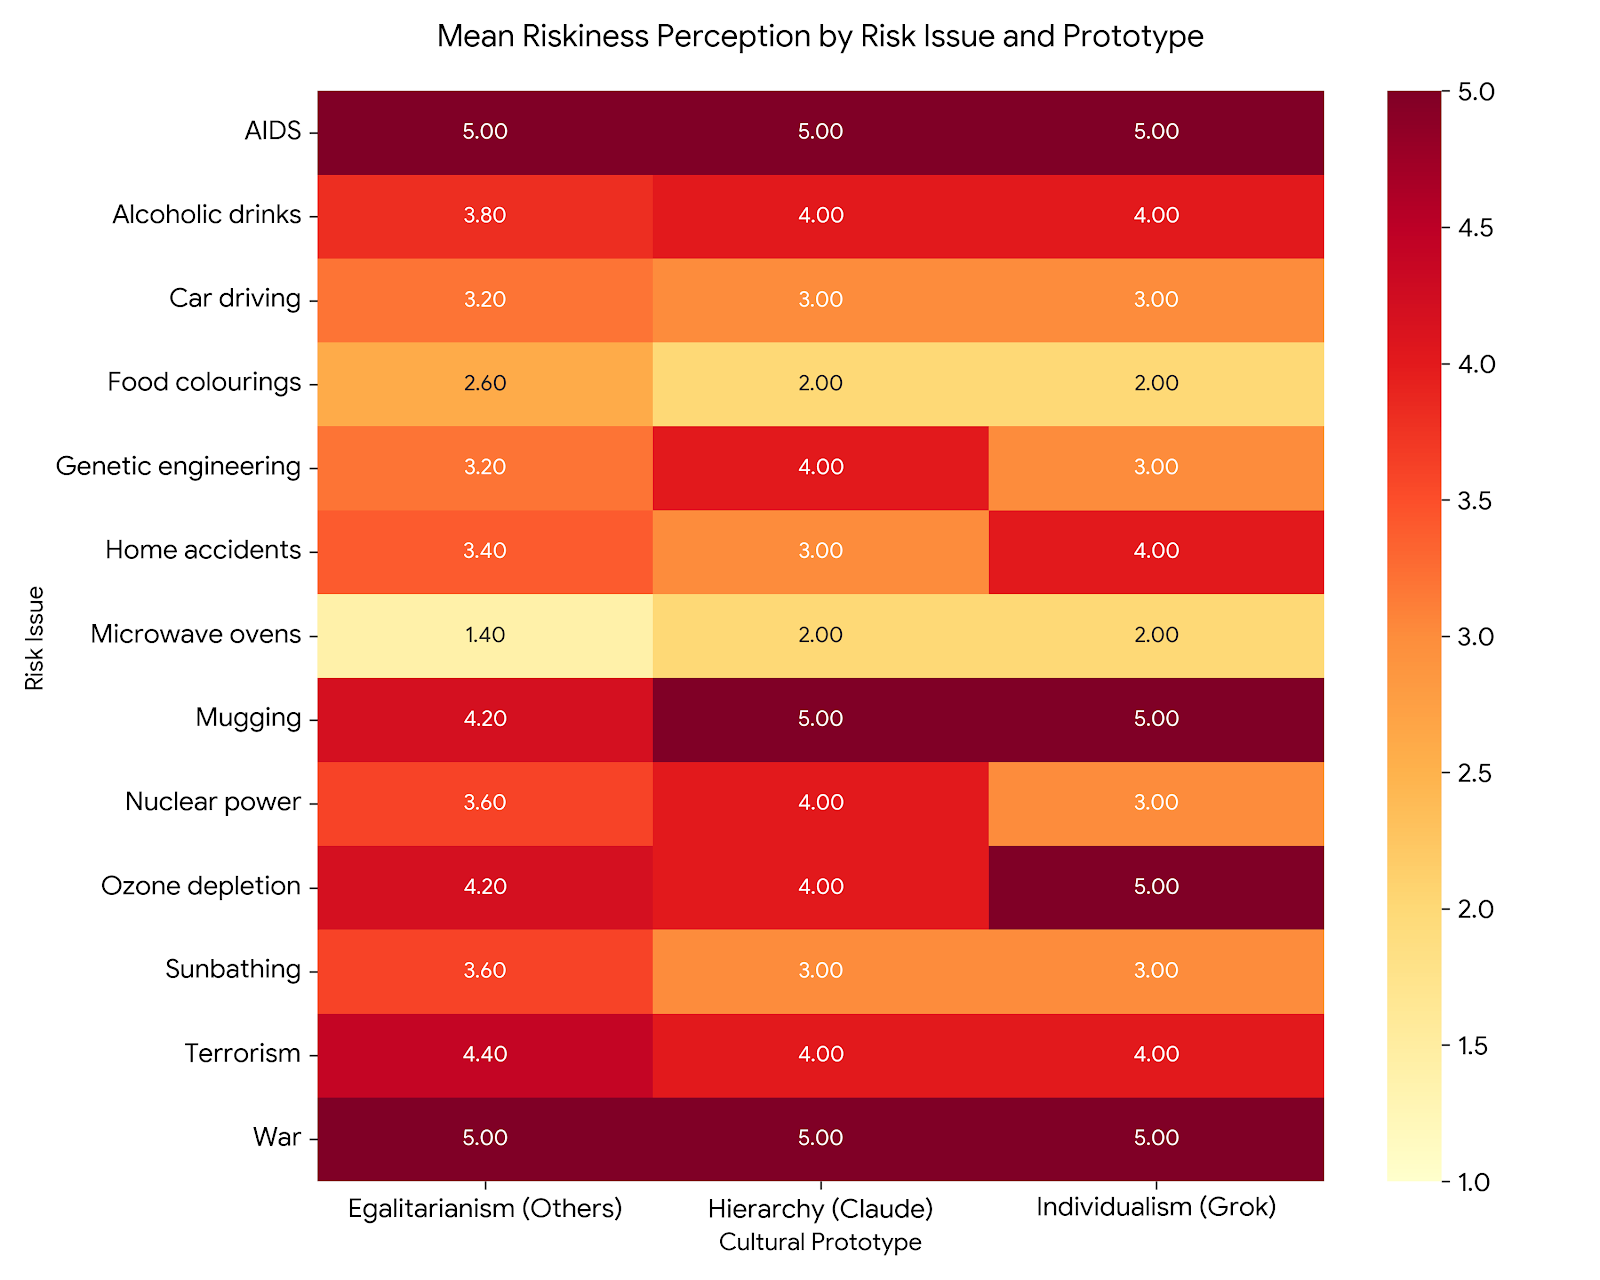 Mean Riskiness Perception by Risk Issue and Prototype
AIDS 5.00 5.00 5.00
Alcoholic drinks 3.80 4.00 4.00
Car driving 3.20 3.00 3.00
Food colourings 2.60 2.00 2.00
Genetic engineering 3.20 4.00 3.00
Home accidents 3.40 3.00 4.00
Microwave ovens 1.40 2.00 2.00
Mugging 4.20 5.00 5.00
Nuclear power 3.60 4.00 3.00
Ozone depletion 4.20 4.00 5.00
Sunbathing 3.60 3.00 3.00
Terrorism 4.40 4.00 4.00
War 5.00 5.00 5.00
Risk Issue
Egalitarianism (Others) Hierarchy (Claude) Individualism (Grok)
Cultural Prototype
5.0
4.5
4.0
3.5
3.0
2.5
2.0
1.5
1.0